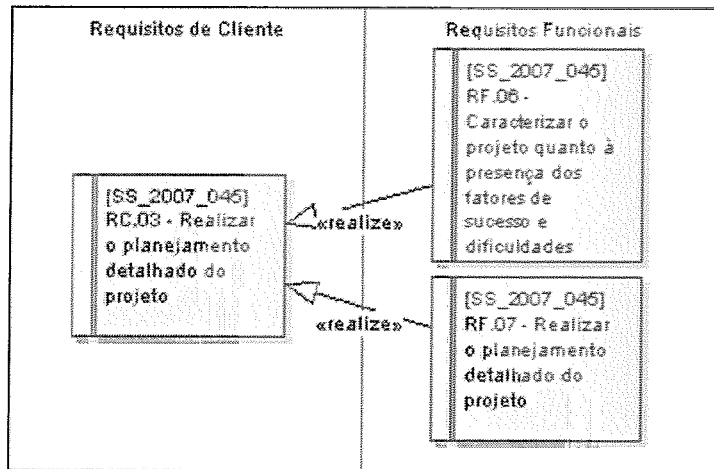 Requisitos de Cliente
Requisitos Funcionais
[SS_2007_045]
RF.06 -
Caracterizar o
projeto quanto à
presença dos
fatores de
sucesso e
dificuldades
[SS_2007_045]
RC.03 - Realizar
o planejamento
detalhado do
projeto
«realize»
«realize»
[SS_2007_045]
RF.07 - Realizar
o planejamento
detalhado do
projeto